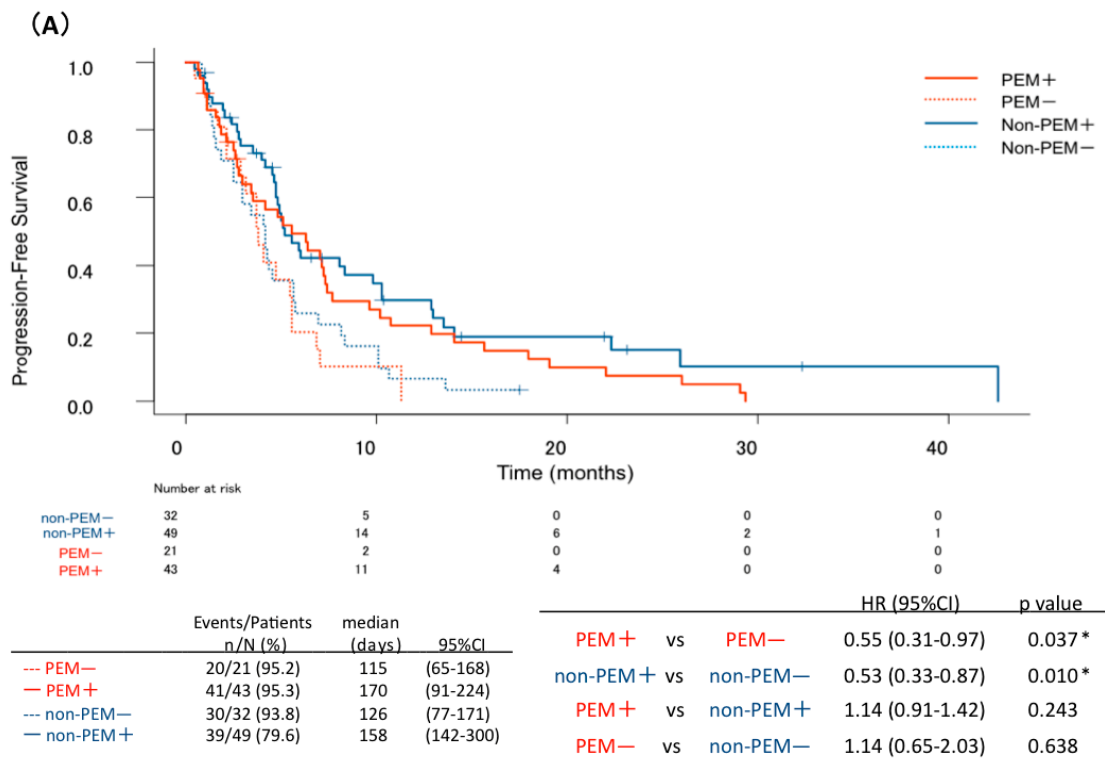 (A)
Progression-Free Survival
1.0
0.8
0.6
0.4
0.2
0.0
PEM+
PEM−
Non-PEM+
Non-PEM−
0 10 20 30 40
Time (months)
Number at risk
non-PEM− 32 5 0 0 0
non-PEM+ 49 14 6 2 1
PEM− 21 2 0 0 0
PEM+ 43 11 4 0 0
Events/Patients median
n/N (%) (days) 95%CI
--- PEM− 20/21 (95.2) 115 (65-168)
— PEM+ 41/43 (95.3) 170 (91-224)
--- non-PEM− 30/32 (93.8) 126 (77-171)
— non-PEM+ 39/49 (79.6) 158 (142-300)
HR (95%CI) p value
PEM+ vs PEM− 0.55 (0.31-0.97) 0.037*
non-PEM+ vs non-PEM− 0.53 (0.33-0.87) 0.010*
PEM+ vs non-PEM+ 1.14 (0.91-1.42) 0.243
PEM− vs non-PEM− 1.14 (0.65-2.03) 0.638